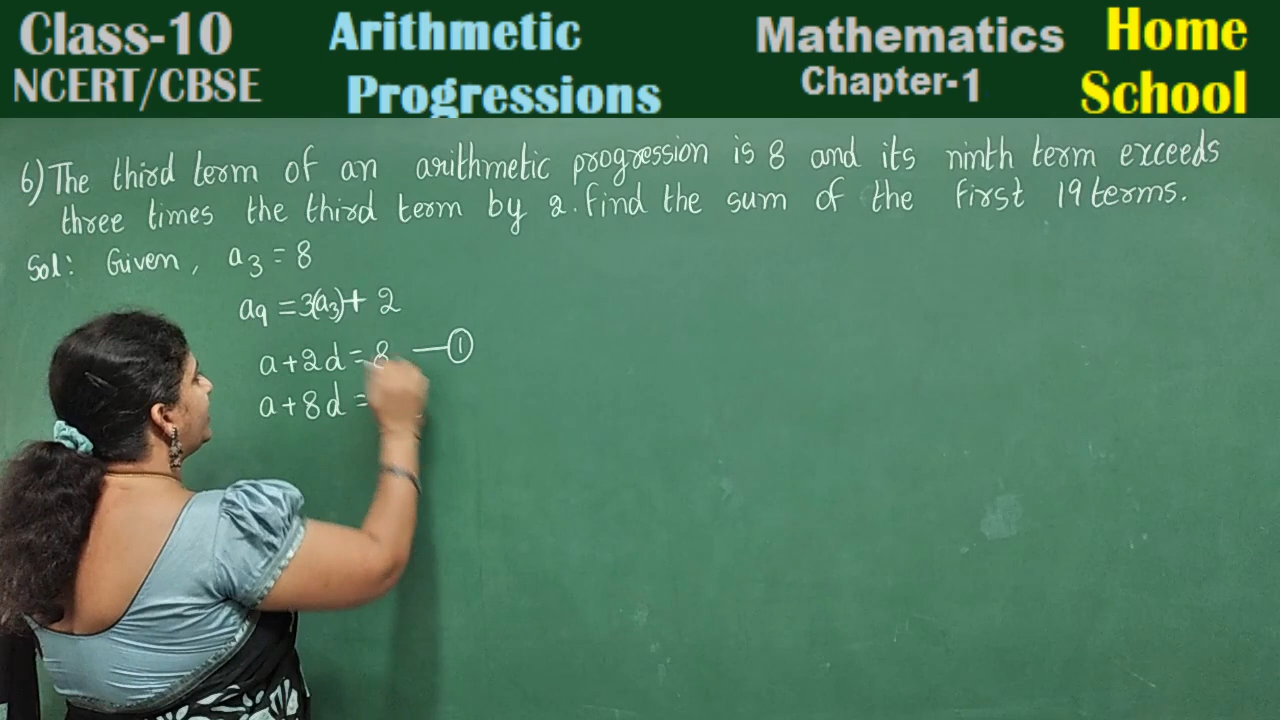 Class-10
NCERT/CBSE
Arithmetic
Progressions
Mathematics
Chapter-1
Home
School
6) The third term of an arithmetic progression is 8 and its ninth term exceeds
three times the third term by 2. Find the sum of the first 19 terms.
Sol: Given, a₃ = 8
a₉ = 3(a₃) + 2
a + 2d = 8 — ①
a + 8d =